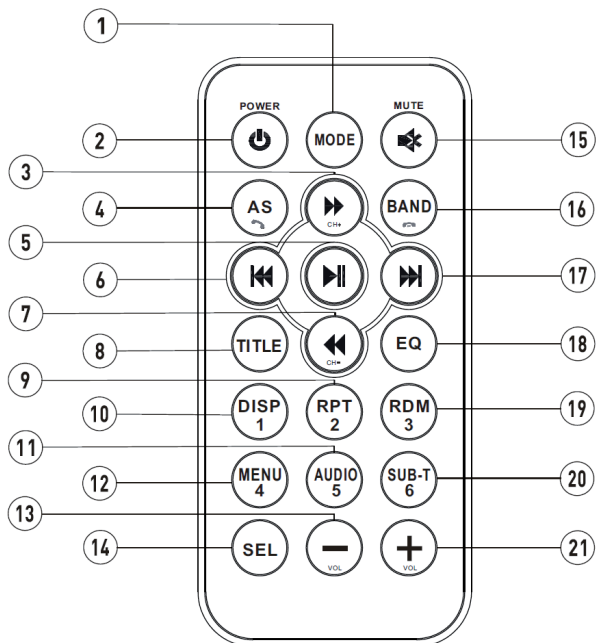 1
POWER
MUTE
2
MODE
15
3
4
AS
CH+
BAND
16
5
6
17
7
8
TITLE
CH-
EQ
18
9
10
DISP
1
RPT
2
RDM
3
19
11
12
MENU
4
AUDIO
5
SUB-T
6
20
13
14
SEL
VOL
VOL
21